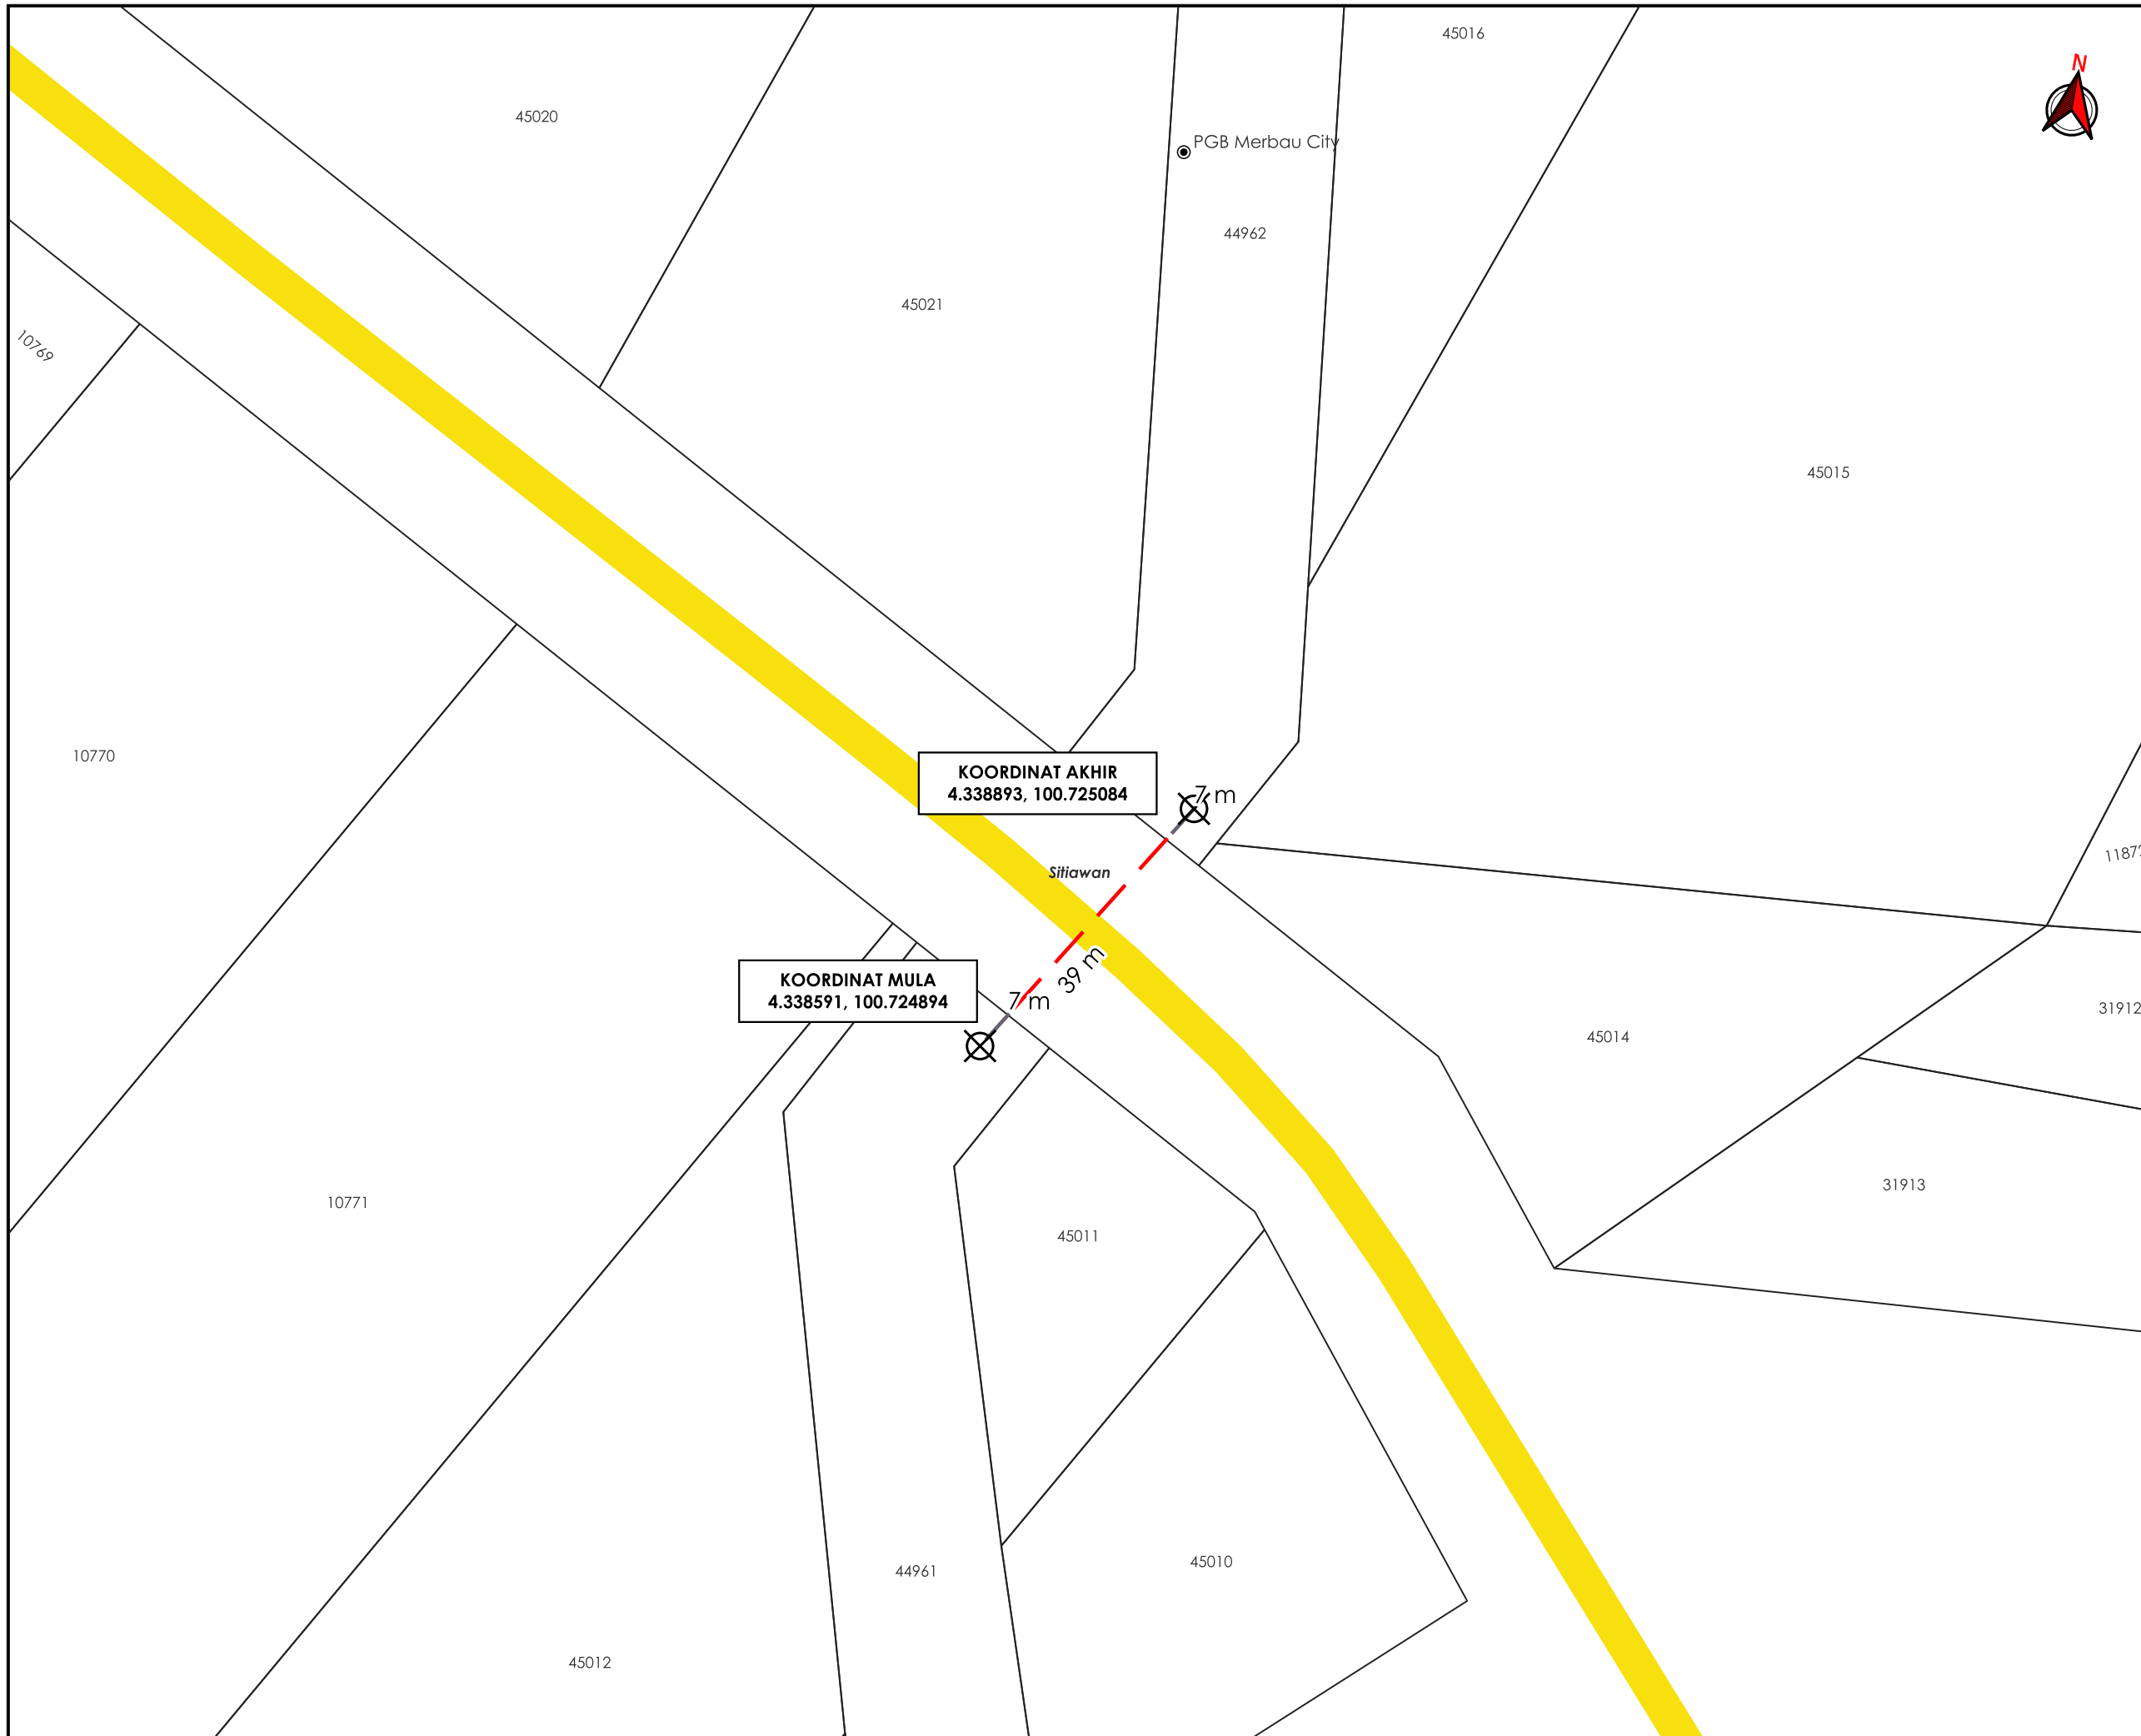 45016
N
45020
PGB Merbau City
44962
45021
10769
45015
10770
KOORDINAT AKHIR
4.338893, 100.725084
7 m
Sitiawan
39 m
KOORDINAT MULA
4.338591, 100.724894
7 m
31912
45014
31913
10771
45011
45010
44961
45012